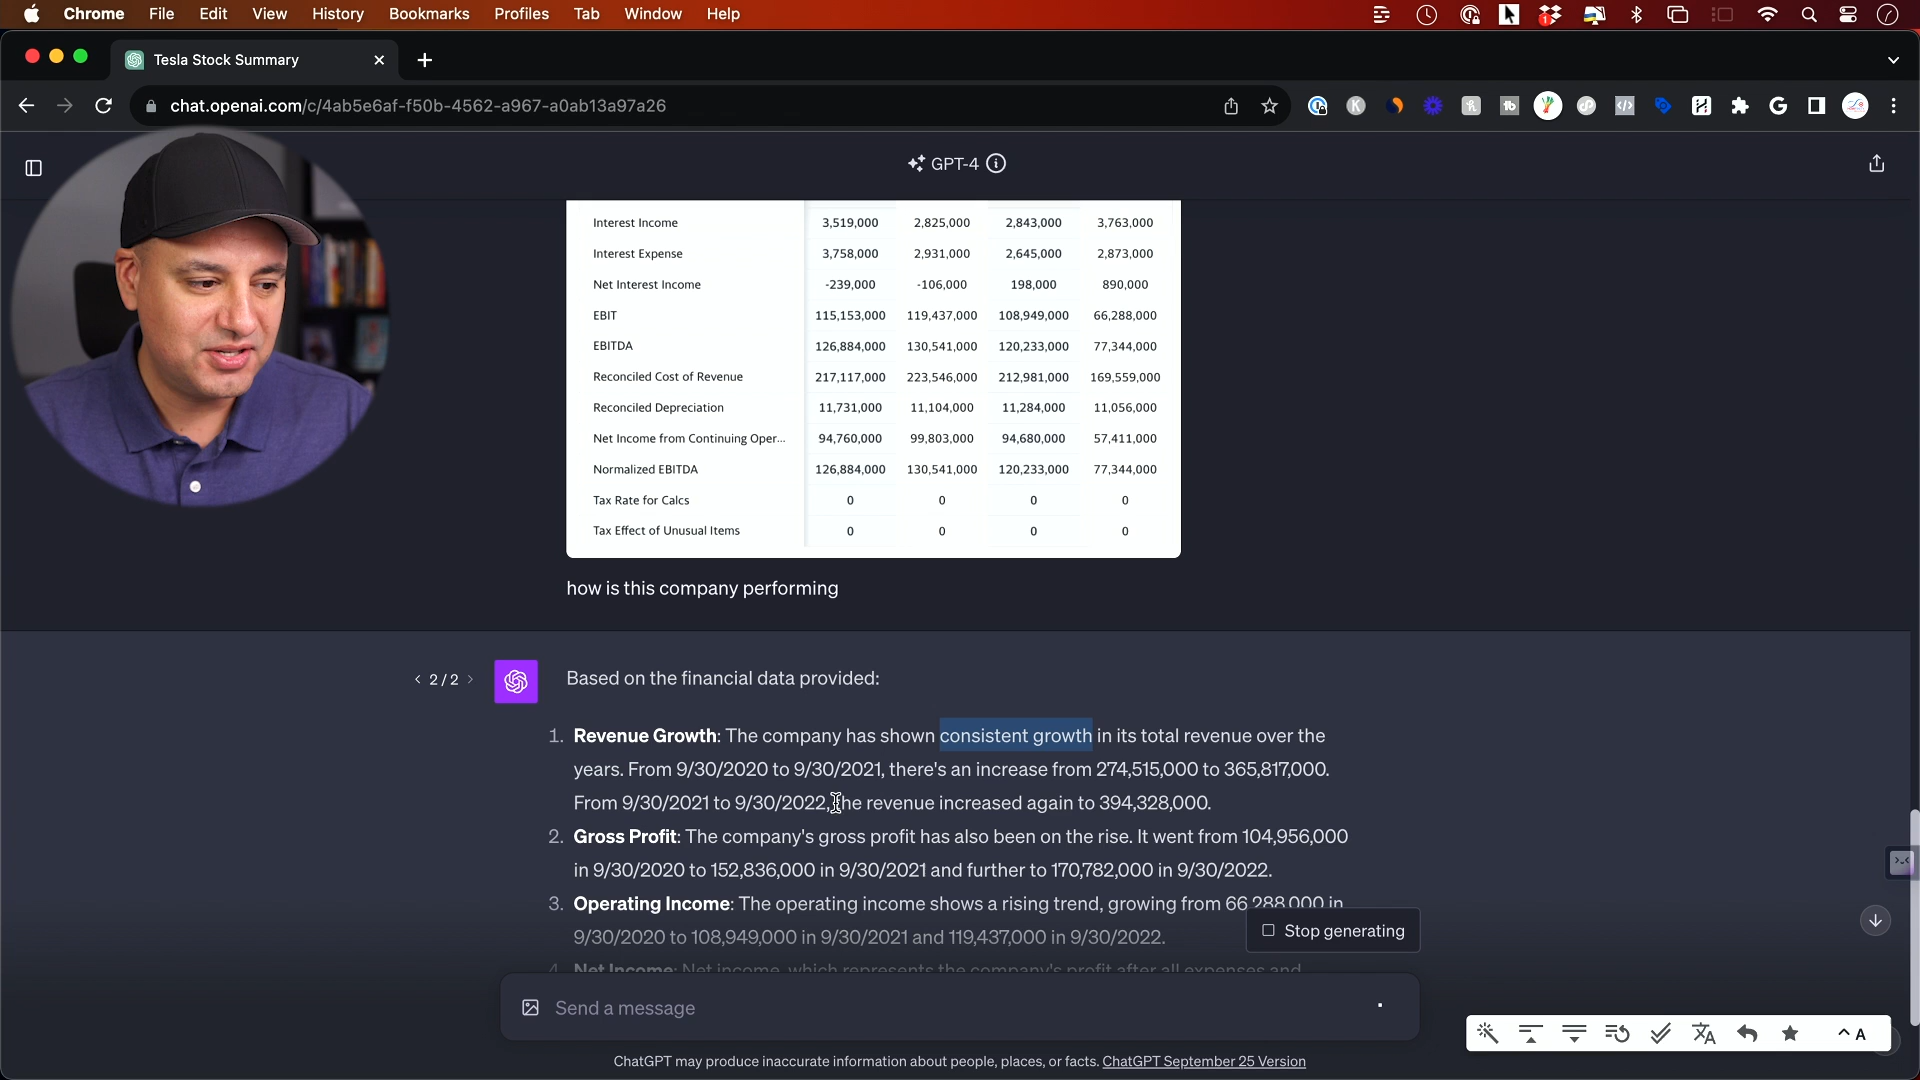 Chrome File Edit View History Bookmarks Profiles Tab Window Help
Tesla Stock Summary
chat.openai.com/c/4ab5e6af-f50b-4562-a967-a0ab13a97a26
GPT-4
Interest Income 3,519,000 2,825,000 2,843,000 3,763,000
Interest Expense 3,758,000 2,931,000 2,645,000 2,873,000
Net Interest Income -239,000 -106,000 198,000 890,000
EBIT 115,153,000 119,437,000 108,949,000 66,288,000
EBITDA 126,884,000 130,541,000 120,233,000 77,344,000
Reconciled Cost of Revenue 217,117,000 223,546,000 212,981,000 169,559,000
Reconciled Depreciation 11,731,000 11,104,000 11,284,000 11,056,000
Net Income from Continuing Oper... 94,760,000 99,803,000 94,680,000 57,411,000
Normalized EBITDA 126,884,000 130,541,000 120,233,000 77,344,000
Tax Rate for Calcs 0 0 0 0
Tax Effect of Unusual Items 0 0 0 0
how is this company performing
2 / 2
Based on the financial data provided:
1. Revenue Growth: The company has shown consistent growth in its total revenue over the
years. From 9/30/2020 to 9/30/2021, there's an increase from 274,515,000 to 365,817,000.
From 9/30/2021 to 9/30/2022, the revenue increased again to 394,328,000.
2. Gross Profit: The company's gross profit has also been on the rise. It went from 104,956,000
in 9/30/2020 to 152,836,000 in 9/30/2021 and further to 170,782,000 in 9/30/2022.
3. Operating Income: The operating income shows a rising trend, growing from 66,288,000 in
9/30/2020 to 108,949,000 in 9/30/2021 and 119,437,000 in 9/30/2022.
Stop generating
4. Net Income: Net income, which represents the company's profit after all expenses and
Send a message
ChatGPT may produce inaccurate information about people, places, or facts. ChatGPT September 25 Version
A